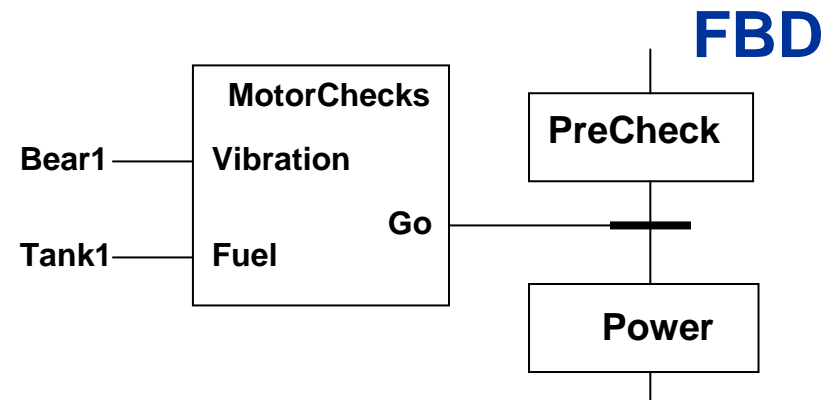 FBD
MotorChecks
PreCheck
Bear1
Vibration
Go
Tank1
Fuel
Power